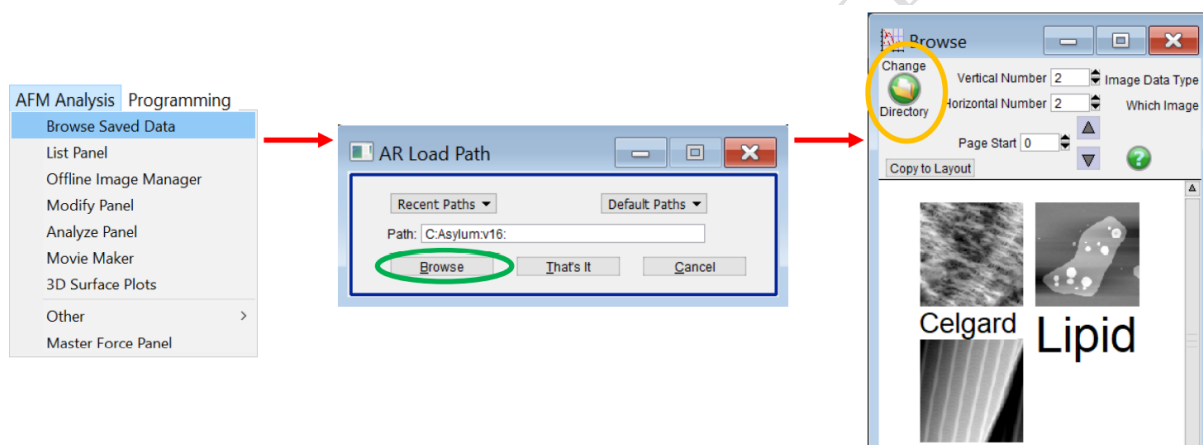 AFM Analysis Programming
Browse Saved Data
List Panel
Offline Image Manager
Modify Panel
Analyze Panel
Movie Maker
3D Surface Plots
Other >
Master Force Panel
AR Load Path
Recent Paths
Default Paths
Path: C:Asylum:v16:
Browse
That's It
Cancel
Browse
Change
Directory
Vertical Number 2
Image Data Type
Horizontal Number 2
Which Image
Page Start 0
Copy to Layout
Celgard
Lipid